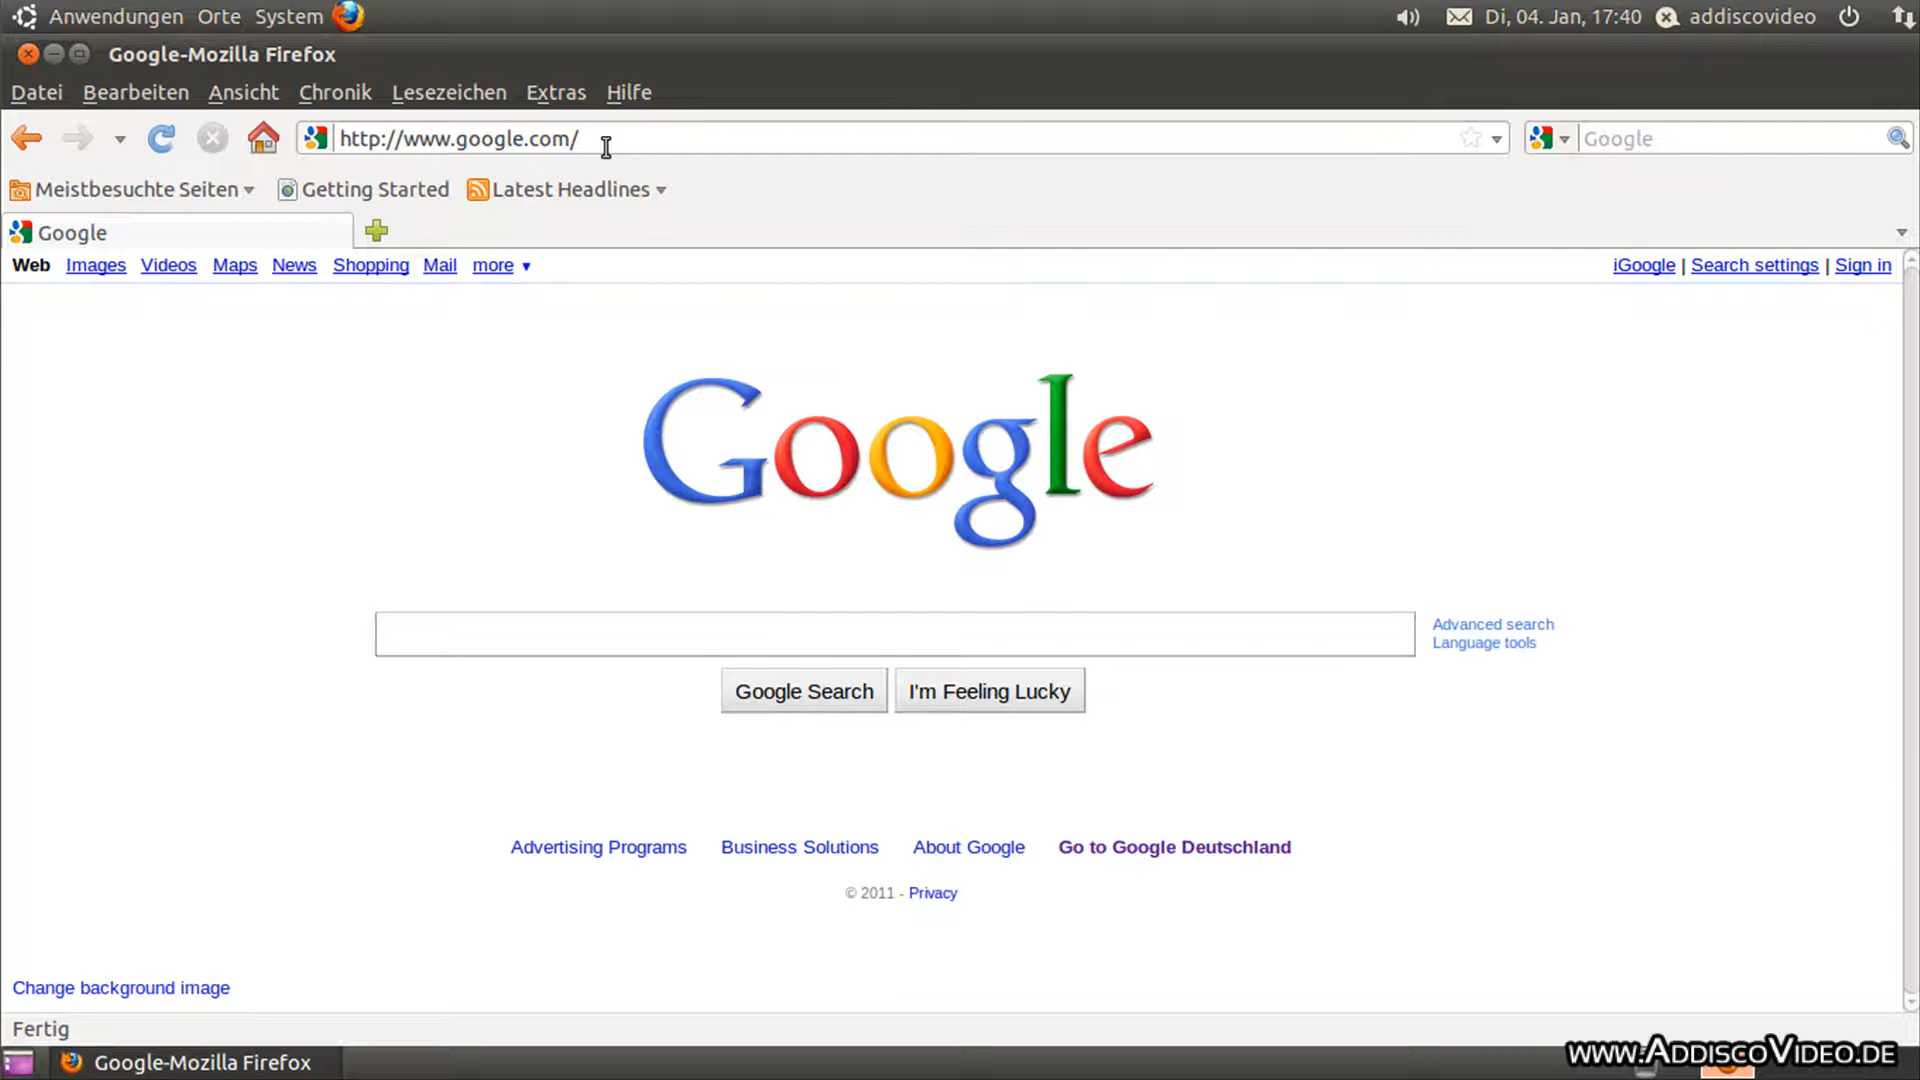 Anwendungen Orte System Di, 04. Jan, 17:40 addiscovideo
Google-Mozilla Firefox
Datei Bearbeiten Ansicht Chronik Lesezeichen Extras Hilfe
http://www.google.com/ Google
Meistbesuchte Seiten Getting Started Latest Headlines
Google
Web Images Videos Maps News Shopping Mail more iGoogle | Search settings | Sign in
Google
Advanced search
Language tools
Google Search I'm Feeling Lucky
Advertising Programs Business Solutions About Google Go to Google Deutschland
© 2011 - Privacy
Change background image
Fertig
Google-Mozilla Firefox www.AddiscoVideo.de